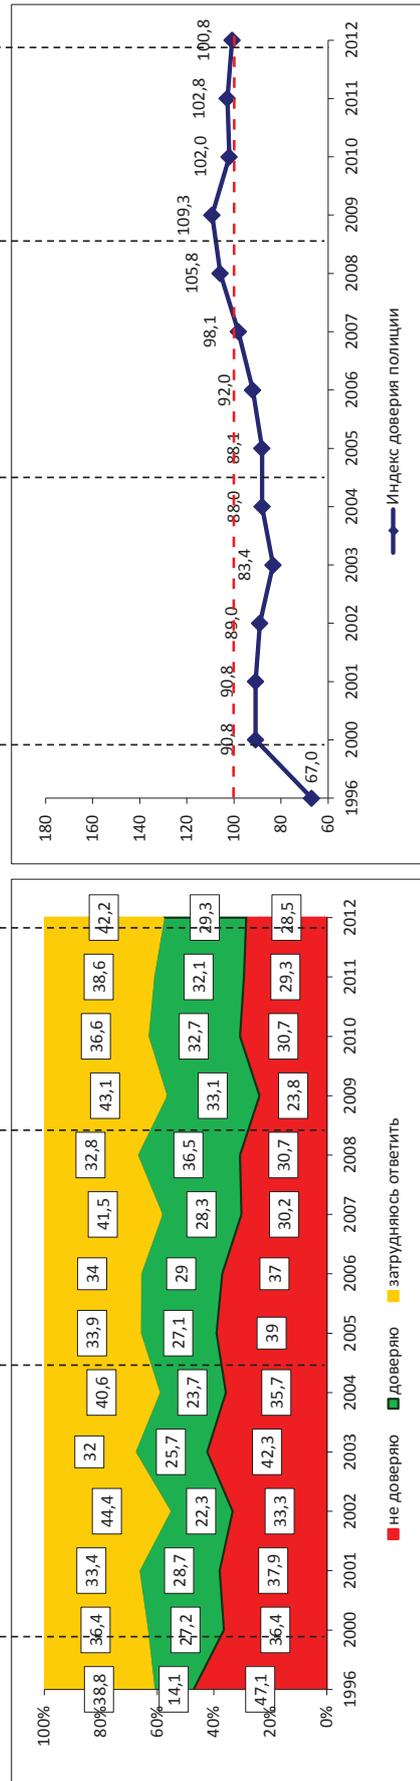 100%
80%
60%
40%
20%
0%
38,8 36,4 33,4 44,4 32 40,6 33,9 34 41,5 32,8 43,1 36,6 38,6 42,2
14,1 27,2 28,7 22,3 25,7 23,7 27,1 29 28,3 36,5 33,1 32,7 32,1 29,3
47,1 36,4 37,9 33,3 42,3 35,7 39 37 30,2 30,7 23,8 30,7 29,3 28,5
1996 2000 2001 2002 2003 2004 2005 2006 2007 2008 2009 2010 2011 2012
не доверяю доверяю затрудняюсь ответить
180
160
140
120
100
80
60
67,0 90,8 90,8 89,0 83,4 88,0 88,1 92,0 98,1 105,8 109,3 102,0 102,8 100,8
1996 2000 2001 2002 2003 2004 2005 2006 2007 2008 2009 2010 2011 2012
Индекс доверия полиции